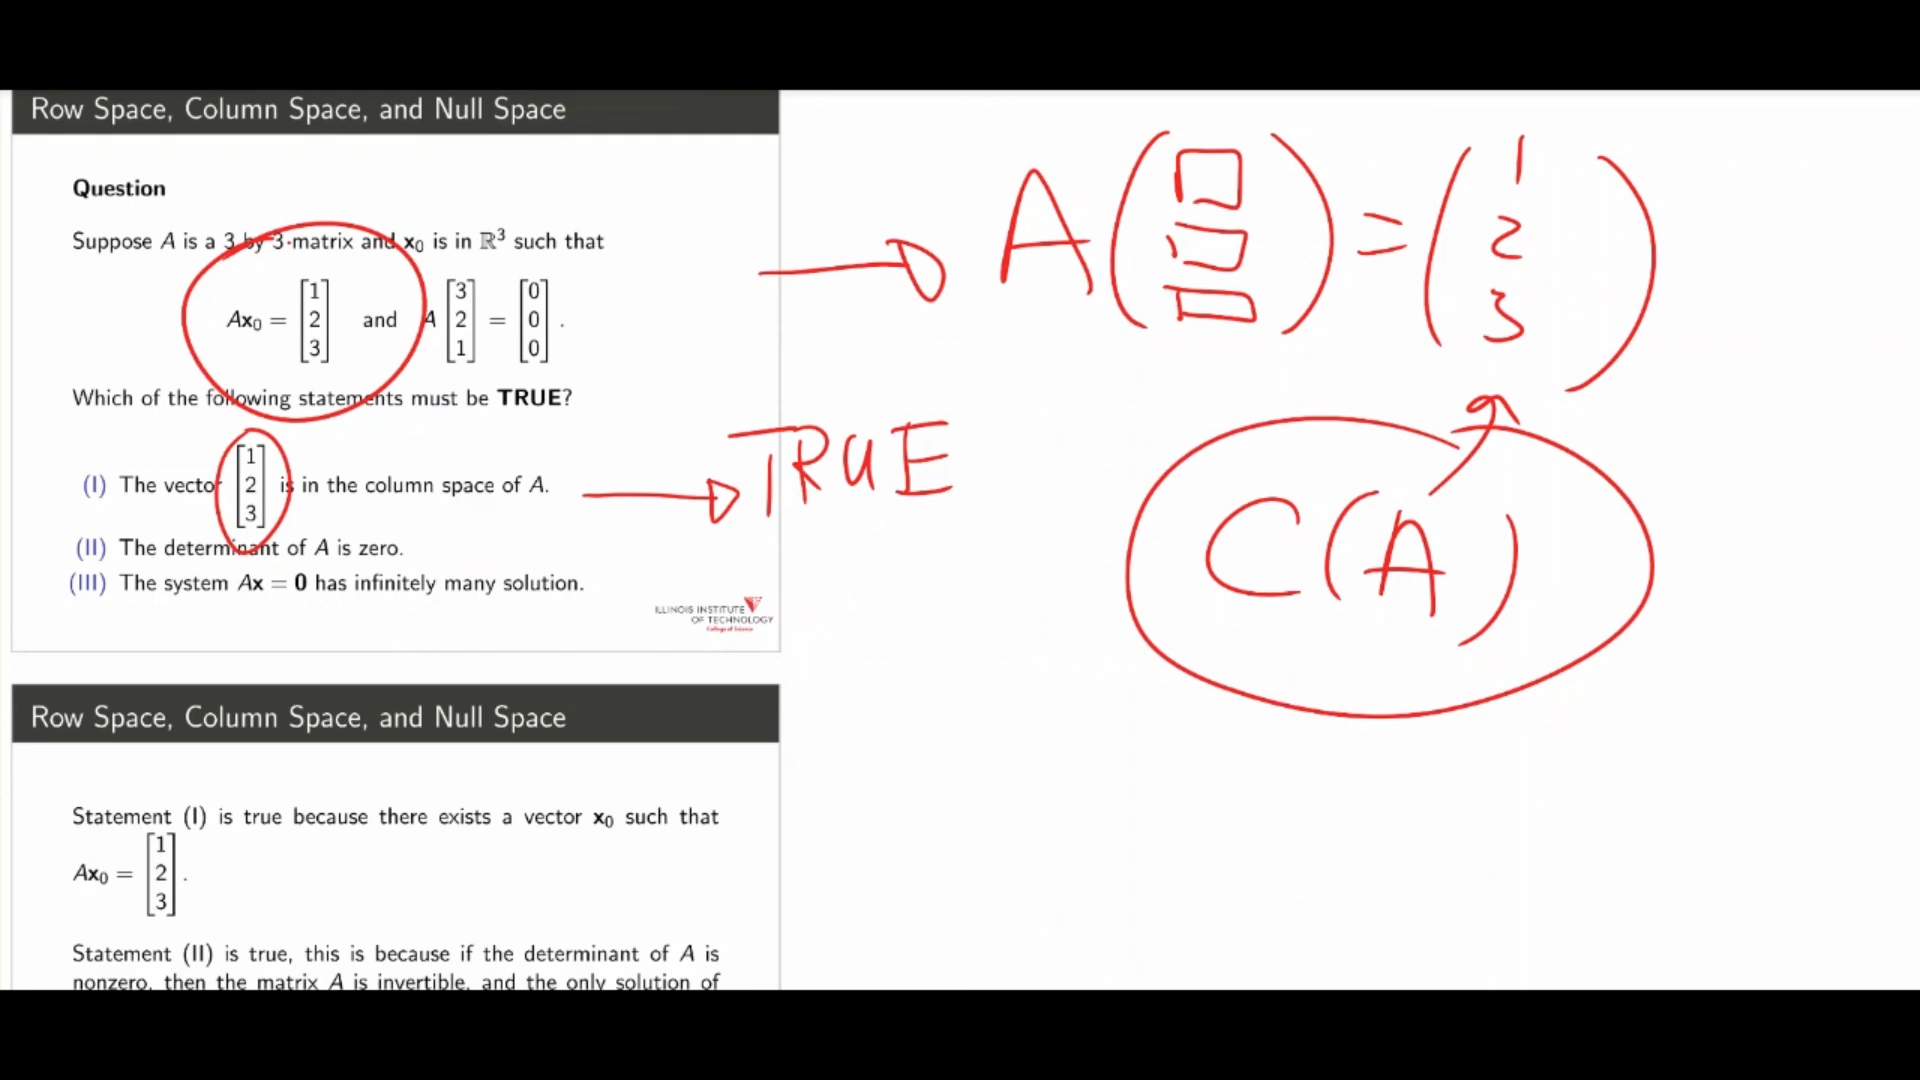 Row Space, Column Space, and Null Space
Question
Suppose A is a 3 by 3 matrix and x₀ is in ℝ³ such that
Ax₀ = [1 2 3] and A [3 2 1] = [0 0 0] .
Which of the following statements must be TRUE?
(I) The vector [1 2 3] is in the column space of A.
(II) The determinant of A is zero.
(III) The system Ax = 0 has infinitely many solution.
ILLINOIS INSTITUTE
OF TECHNOLOGY
College of Science
Row Space, Column Space, and Null Space
Statement (I) is true because there exists a vector x₀ such that
Ax₀ = [1 2 3] .
Statement (II) is true, this is because if the determinant of A is
nonzero, then the matrix A is invertible, and the only solution of
A ( ) = ( 1 2 3 )
TRUE
C(A)